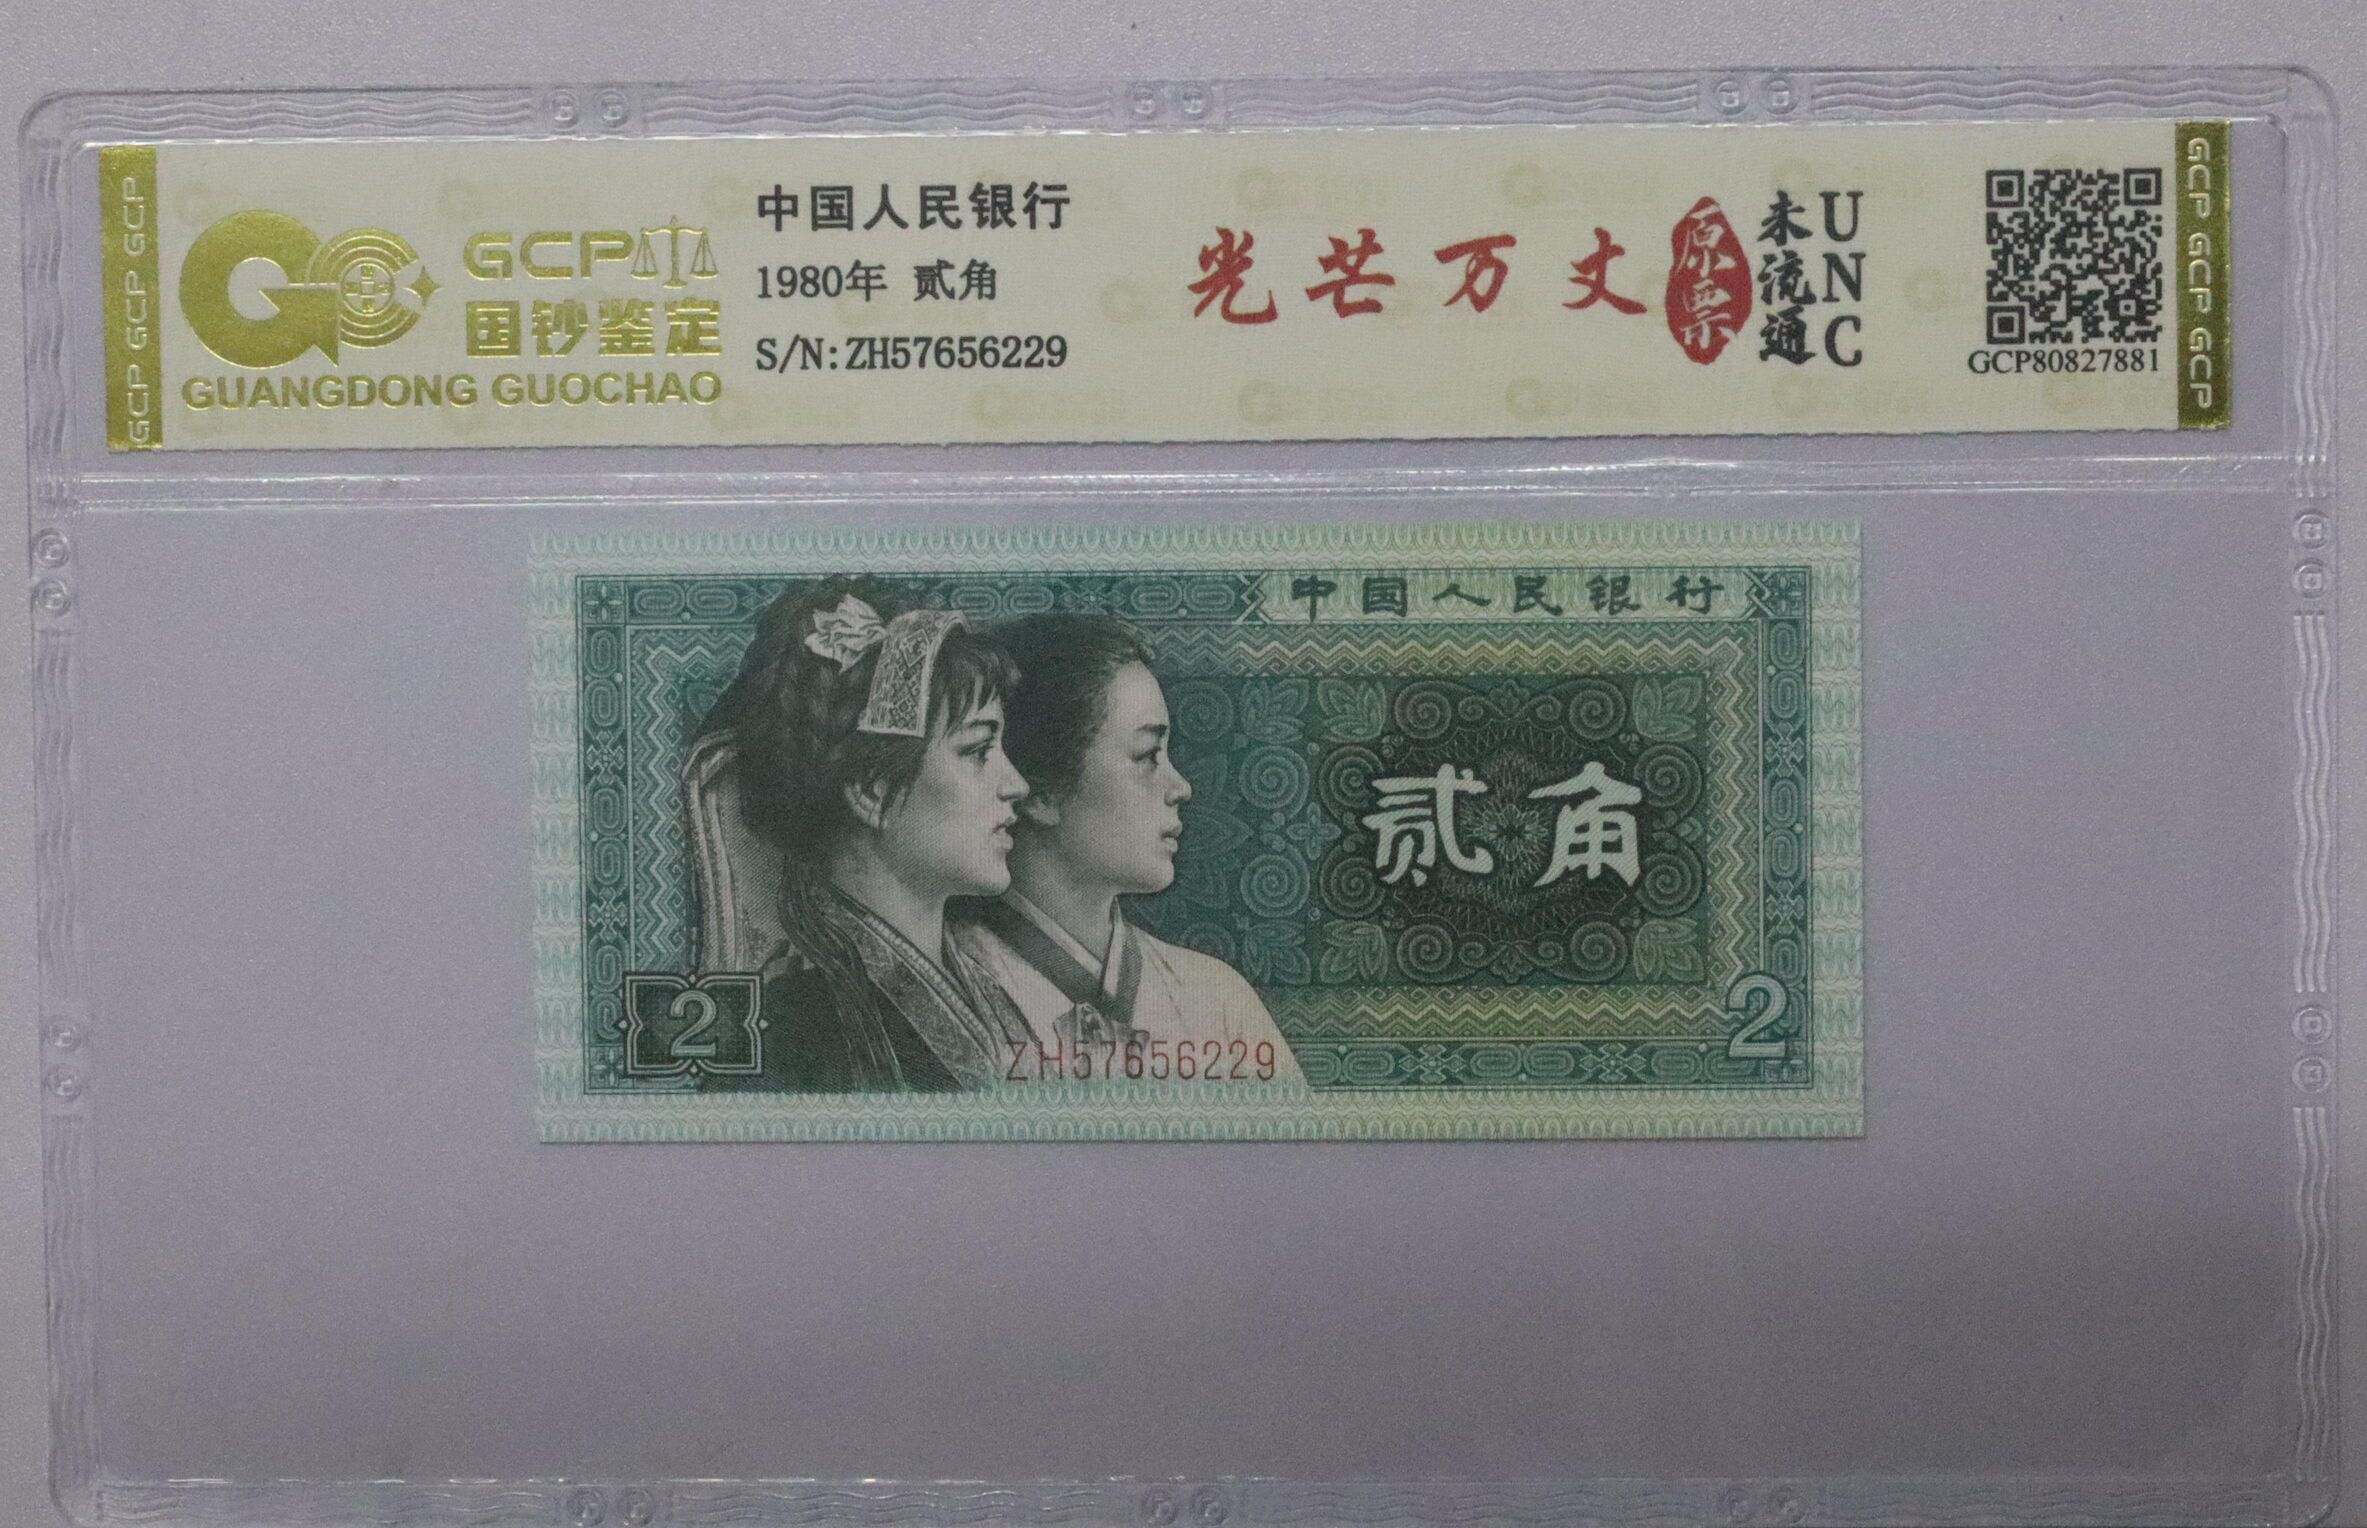 GCP GCP GCP
GCP
国钞鉴定
GUANGDONG GUOCHAO
中国人民银行
1980年 贰角
S/N:ZH57656229
光芒万丈
原票
未流通
UNC
GCP80827881
GCP GCP GCP
中国人民银行
贰角
2
2
ZH57656229